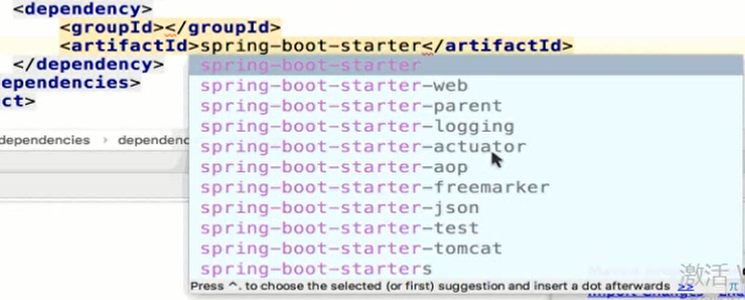 <dependency>
<groupId></groupId>
<artifactId>spring-boot-starter</artifactId>
</dependency>
ependencies>
ct>
spring-boot-starter
spring-boot-starter-web
spring-boot-starter-parent
spring-boot-starter-logging
spring-boot-starter-actuator
spring-boot-starter-aop
spring-boot-starter-freemarker
spring-boot-starter-json
spring-boot-starter-test
spring-boot-starter-tomcat
spring-boot-starters
dependencies › dependenc
Press ^. to choose the selected (or first) suggestion and insert a dot afterwards >> π
激活
Import Changes